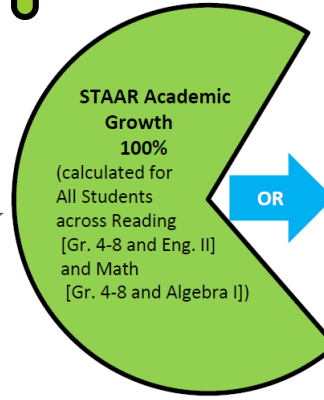 STAAR Academic
Growth
100%
(calculated for
All Students
across Reading
[Gr. 4-8 and Eng. II]
and Math
[Gr. 4-8 and Algebra I])
OR